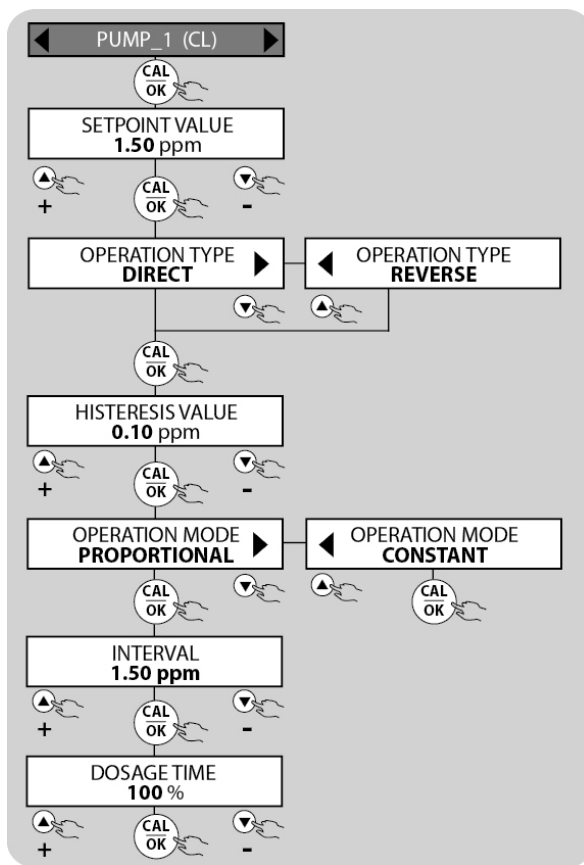 PUMP_1 (CL)
CAL
OK
SETPOINT VALUE
1.50 ppm
+
CAL
OK
-
OPERATION TYPE
DIRECT
OPERATION TYPE
REVERSE
CAL
OK
HISTERESIS VALUE
0.10 ppm
+
CAL
OK
-
OPERATION MODE
PROPORTIONAL
OPERATION MODE
CONSTANT
CAL
OK
CAL
OK
INTERVAL
1.50 ppm
+
CAL
OK
-
DOSAGE TIME
100 %
+
CAL
OK
-